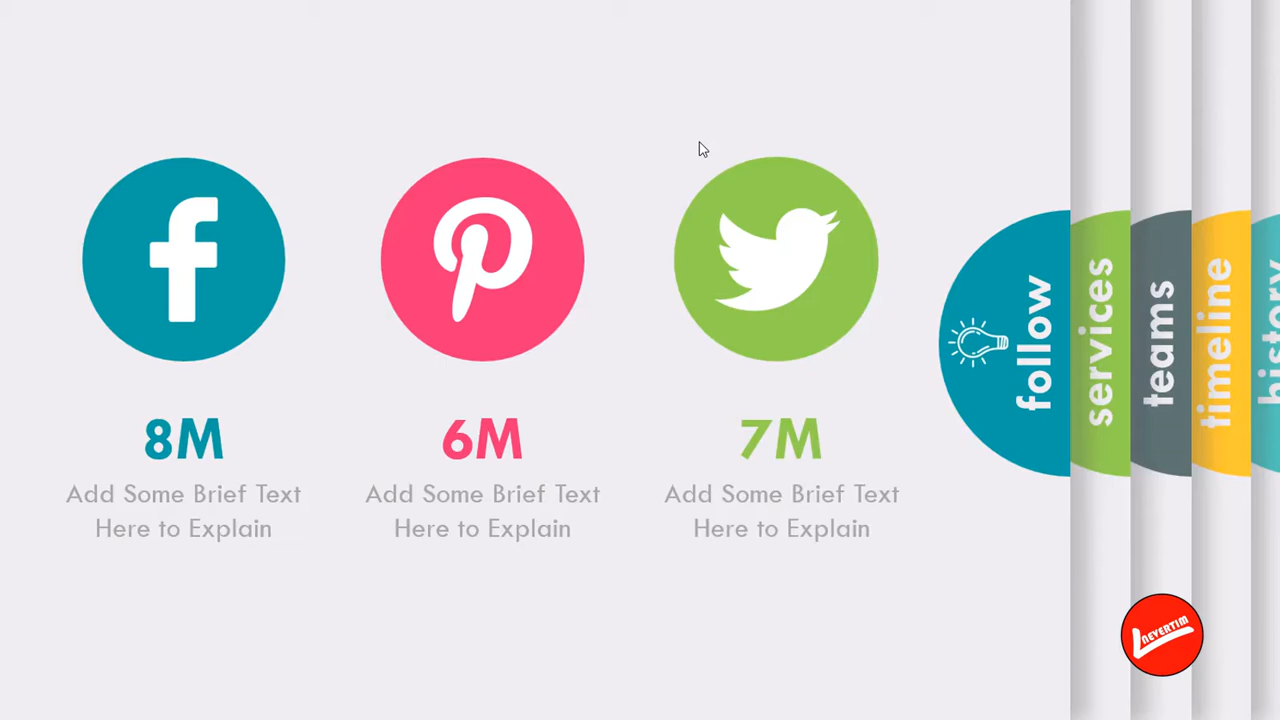 8M
Add Some Brief Text
Here to Explain
6M
Add Some Brief Text
Here to Explain
7M
Add Some Brief Text
Here to Explain
follow
services
teams
timeline
history
NEVERTIM